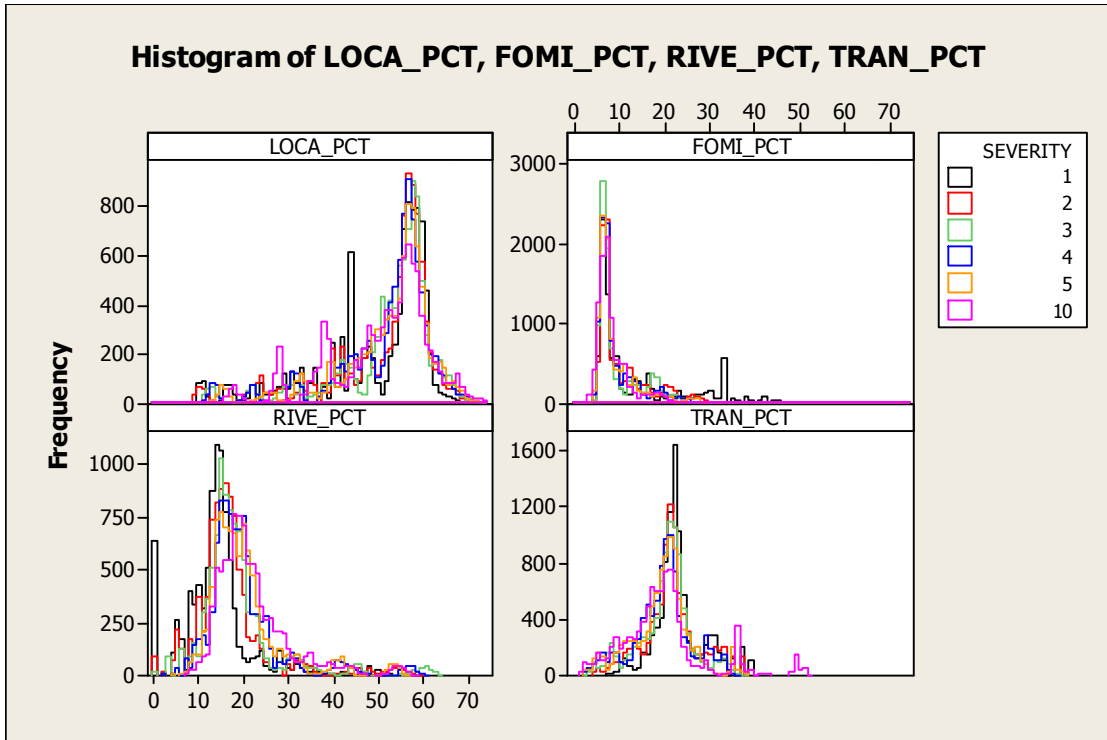 Histogram of LOCA_PCT, FOMI_PCT, RIVE_PCT, TRAN_PCT
0 10 20 30 40 50 60 70
LOCA_PCT
FOMI_PCT
800
600
400
200
0
3000
2000
1000
0
RIVE_PCT
TRAN_PCT
1000
750
500
250
0
1600
1200
800
400
0
0 10 20 30 40 50 60 70
Frequency
SEVERITY
1
2
3
4
5
10